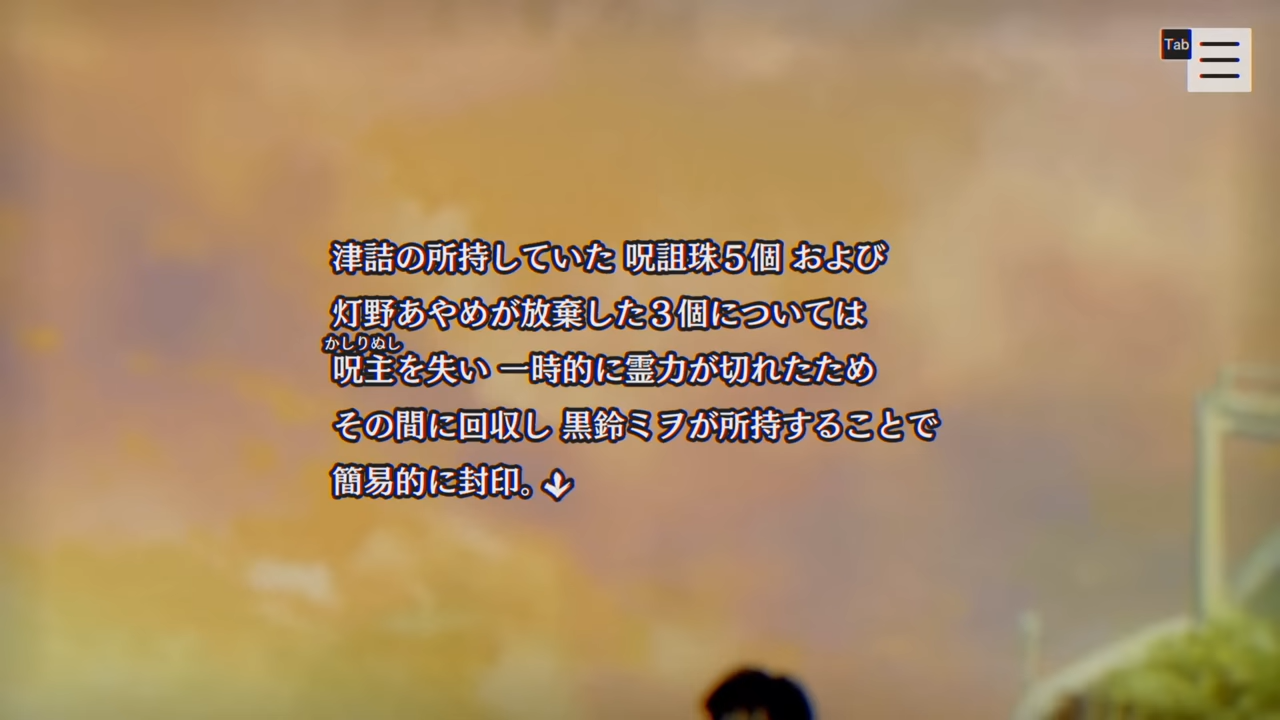 Tab
津詰の所持していた 呪詛珠５個 および
灯野あやめが放棄した３個については
かしりぬし
呪主を失い 一時的に霊力が切れたため
その間に回収し 黒鈴ミヲが所持することで
簡易的に封印。